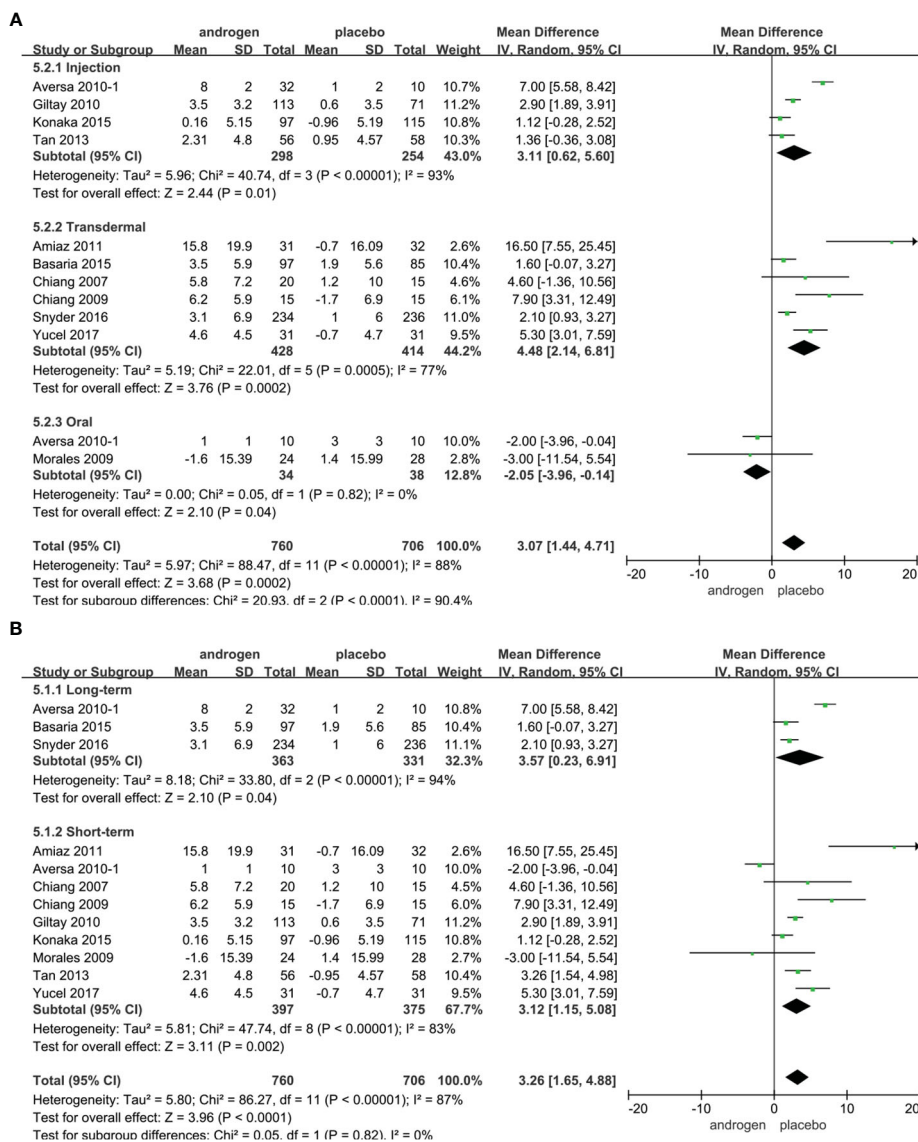 A
androgen placebo Mean Difference Mean Difference
Study or Subgroup Mean SD Total Mean SD Total Weight IV, Random, 95% CI IV, Random, 95% CI
5.2.1 Injection
Aversa 2010-1 8 2 32 1 2 10 10.7% 7.00 [5.58, 8.42]
Giltay 2010 3.5 3.2 113 0.6 3.5 71 11.2% 2.90 [1.89, 3.91]
Konaka 2015 0.16 5.15 97 -0.96 5.19 115 10.8% 1.12 [-0.28, 2.52]
Tan 2013 2.31 4.8 56 0.95 4.57 58 10.3% 1.36 [-0.36, 3.08]
Subtotal (95% CI) 298 254 43.0% 3.11 [0.62, 5.60]
Heterogeneity: Tau² = 5.96; Chi² = 40.74, df = 3 (P < 0.00001); I² = 93%
Test for overall effect: Z = 2.44 (P = 0.01)
5.2.2 Transdermal
Amiaz 2011 15.8 19.9 31 -0.7 16.09 32 2.6% 16.50 [7.55, 25.45]
Basaria 2015 3.5 5.9 97 1.9 5.6 85 10.4% 1.60 [-0.07, 3.27]
Chiang 2007 5.8 7.2 20 1.2 10 15 4.6% 4.60 [-1.36, 10.56]
Chiang 2009 6.2 5.9 15 -1.7 6.9 15 6.1% 7.90 [3.31, 12.49]
Snyder 2016 3.1 6.9 234 1 6 236 11.0% 2.10 [0.93, 3.27]
Yucel 2017 4.6 4.5 31 -0.7 4.7 31 9.5% 5.30 [3.01, 7.59]
Subtotal (95% CI) 428 414 44.2% 4.48 [2.14, 6.81]
Heterogeneity: Tau² = 5.19; Chi² = 22.01, df = 5 (P = 0.0005); I² = 77%
Test for overall effect: Z = 3.76 (P = 0.0002)
5.2.3 Oral
Aversa 2010-1 1 1 10 3 3 10 10.0% -2.00 [-3.96, -0.04]
Morales 2009 -1.6 15.39 24 1.4 15.99 28 2.8% -3.00 [-11.54, 5.54]
Subtotal (95% CI) 34 38 12.8% -2.05 [-3.96, -0.14]
Heterogeneity: Tau² = 0.00; Chi² = 0.05, df = 1 (P = 0.82); I² = 0%
Test for overall effect: Z = 2.10 (P = 0.04)
Total (95% CI) 760 706 100.0% 3.07 [1.44, 4.71]
Heterogeneity: Tau² = 5.97; Chi² = 88.47, df = 11 (P < 0.00001); I² = 88%
Test for overall effect: Z = 3.68 (P = 0.0002)
Test for subgroup differences: Chi² = 20.93, df = 2 (P < 0.0001), I² = 90.4%
-20 -10 0 10 20
androgen placebo
B
androgen placebo Mean Difference Mean Difference
Study or Subgroup Mean SD Total Mean SD Total Weight IV, Random, 95% CI IV, Random, 95% CI
5.1.1 Long-term
Aversa 2010-1 8 2 32 1 2 10 10.8% 7.00 [5.58, 8.42]
Basaria 2015 3.5 5.9 97 1.9 5.6 85 10.4% 1.60 [-0.07, 3.27]
Snyder 2016 3.1 6.9 234 1 6 236 11.1% 2.10 [0.93, 3.27]
Subtotal (95% CI) 363 331 32.3% 3.57 [0.23, 6.91]
Heterogeneity: Tau² = 8.18; Chi² = 33.80, df = 2 (P < 0.00001); I² = 94%
Test for overall effect: Z = 2.10 (P = 0.04)
5.1.2 Short-term
Amiaz 2011 15.8 19.9 31 -0.7 16.09 32 2.6% 16.50 [7.55, 25.45]
Aversa 2010-1 1 1 10 3 3 10 10.0% -2.00 [-3.96, -0.04]
Chiang 2007 5.8 7.2 20 1.2 10 15 4.5% 4.60 [-1.36, 10.56]
Chiang 2009 6.2 5.9 15 -1.7 6.9 15 6.0% 7.90 [3.31, 12.49]
Giltay 2010 3.5 3.2 113 0.6 3.5 71 11.2% 2.90 [1.89, 3.91]
Konaka 2015 0.16 5.15 97 -0.96 5.19 115 10.8% 1.12 [-0.28, 2.52]
Morales 2009 -1.6 15.39 24 1.4 15.99 28 2.8% -3.00 [-11.54, 5.54]
Tan 2013 2.31 4.8 56 -0.95 4.57 58 10.4% 3.26 [1.54, 4.98]
Yucel 2017 4.6 4.5 31 -0.7 4.7 31 9.5% 5.30 [3.01, 7.59]
Subtotal (95% CI) 397 375 67.7% 3.12 [1.15, 5.08]
Heterogeneity: Tau² = 5.81; Chi² = 47.74, df = 8 (P < 0.00001); I² = 83%
Test for overall effect: Z = 3.11 (P = 0.002)
Total (95% CI) 760 706 100.0% 3.26 [1.65, 4.88]
Heterogeneity: Tau² = 5.80; Chi² = 86.27, df = 11 (P < 0.00001); I² = 87%
Test for overall effect: Z = 3.96 (P < 0.0001)
Test for subgroup differences: Chi² = 0.05, df = 1 (P = 0.82), I² = 0%
-20 -10 0 10 20
androgen placebo